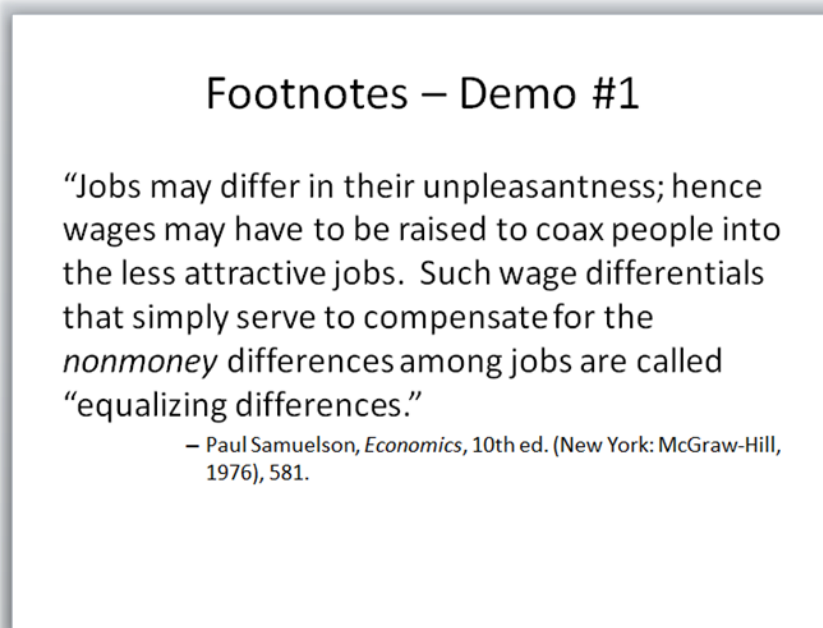 Footnotes – Demo #1
“Jobs may differ in their unpleasantness; hence
wages may have to be raised to coax people into
the less attractive jobs.  Such wage differentials
that simply serve to compensate for the
nonmoney differences among jobs are called
“equalizing differences.”
– Paul Samuelson, Economics, 10th ed. (New York: McGraw-Hill,
1976), 581.